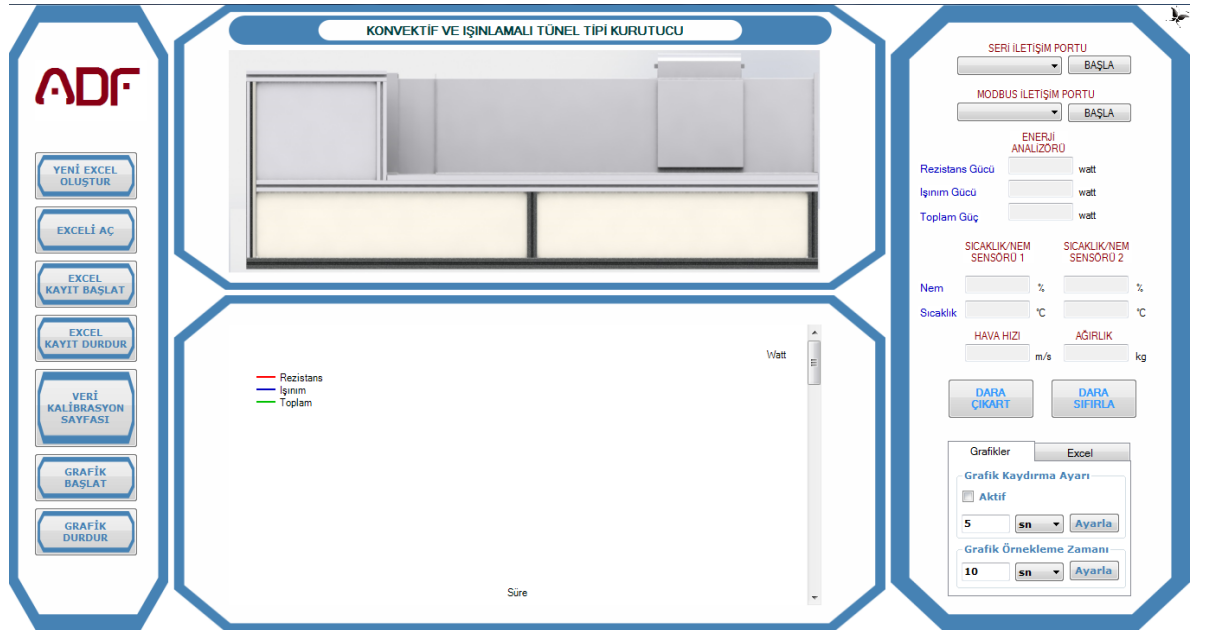 KONVEKTİF VE IŞINLAMALI TÜNEL TİPİ KURUTUCU
ADF
YENİ EXCEL
OLUŞTUR
EXCELİ AÇ
EXCEL
KAYIT BAŞLAT
EXCEL
KAYIT DURDUR
VERİ
KALİBRASYON
SAYFASI
GRAFİK
BAŞLAT
GRAFİK
DURDUR
Watt
Rezistans
Işınım
Toplam
Süre
SERİ İLETİŞİM PORTU
BAŞLA
MODBUS İLETİŞİM PORTU
BAŞLA
ENERJİ
ANALİZÖRÜ
Rezistans Gücü watt
Işınım Gücü watt
Toplam Güç watt
SICAKLIK/NEM SICAKLIK/NEM
SENSÖRÜ 1 SENSÖRÜ 2
Nem % %
Sıcaklık °C °C
HAVA HIZI AĞIRLIK
m/s kg
DARA DARA
ÇIKART SIFIRLA
Grafikler Excel
Grafik Kaydırma Ayarı
Aktif
5 sn Ayarla
Grafik Örnekleme Zamanı
10 sn Ayarla